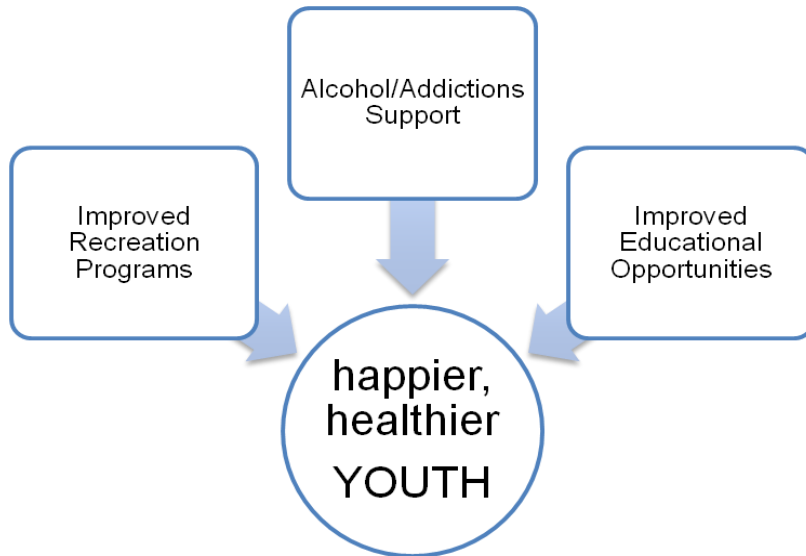 Alcohol/Addictions
Support
Improved
Recreation
Programs
Improved
Educational
Opportunities
happier,
healthier
YOUTH